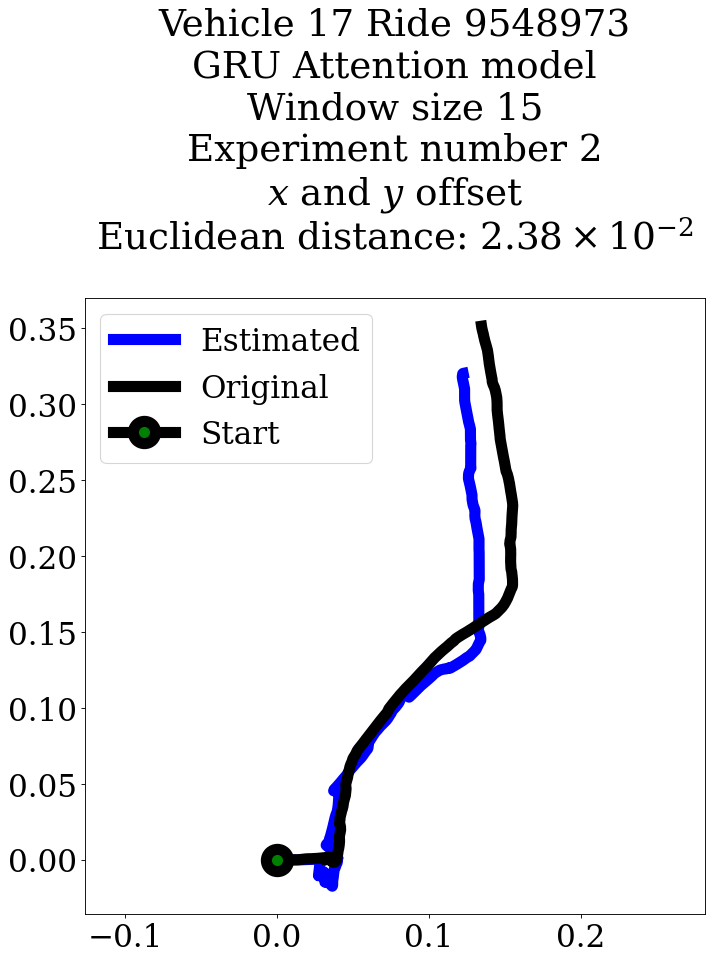 Vehicle 17 Ride 9548973
GRU Attention model
Window size 15
Experiment number 2
x and y offset
Euclidean distance: 2.38 × 10⁻²
Estimated
Original
Start
0.35
0.30
0.25
0.20
0.15
0.10
0.05
0.00
−0.1 0.0 0.1 0.2